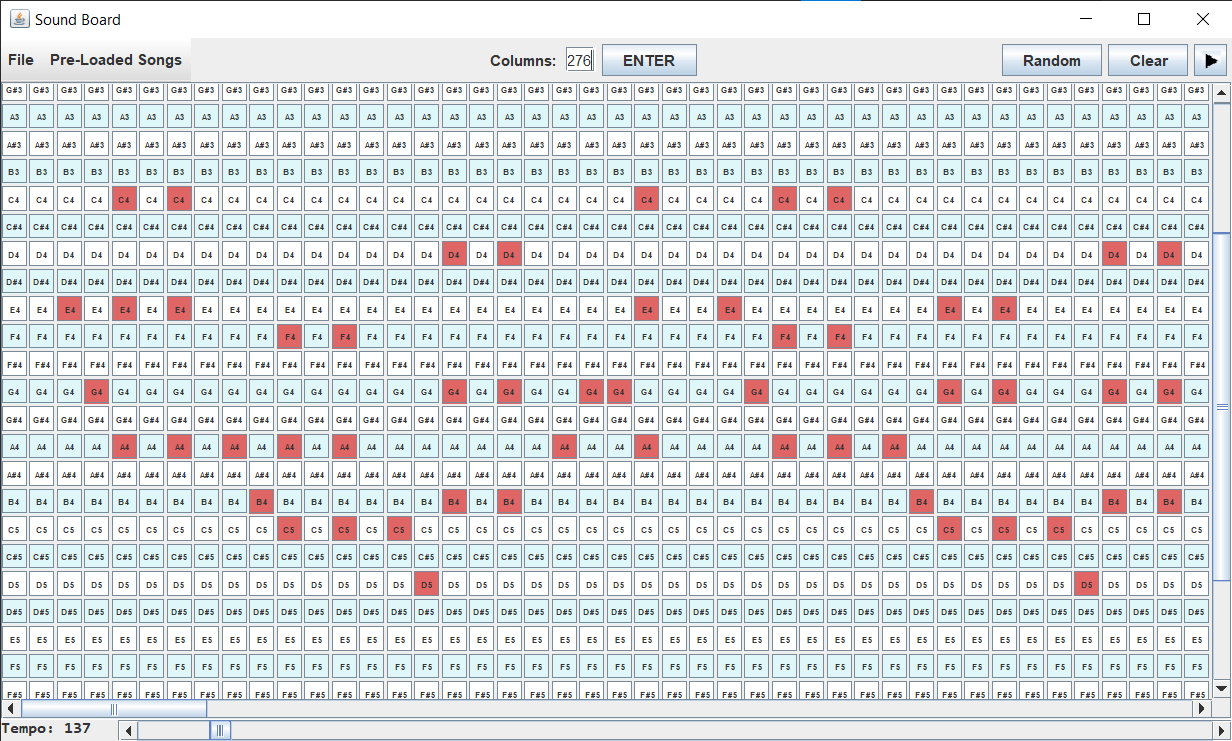 Sound Board
File Pre-Loaded Songs Columns: 276 ENTER Random Clear
G#3 G#3 G#3 G#3 G#3 G#3 G#3 G#3 G#3 G#3 G#3 G#3 G#3 G#3 G#3 G#3 G#3 G#3 G#3 G#3 G#3 G#3 G#3 G#3 G#3 G#3 G#3 G#3 G#3 G#3 G#3 G#3 G#3 G#3 G#3 G#3 G#3 G#3 G#3 G#3 G#3 G#3 G#3 G#3
A3 A3 A3 A3 A3 A3 A3 A3 A3 A3 A3 A3 A3 A3 A3 A3 A3 A3 A3 A3 A3 A3 A3 A3 A3 A3 A3 A3 A3 A3 A3 A3 A3 A3 A3 A3 A3 A3 A3 A3 A3 A3 A3 A3
A#3 A#3 A#3 A#3 A#3 A#3 A#3 A#3 A#3 A#3 A#3 A#3 A#3 A#3 A#3 A#3 A#3 A#3 A#3 A#3 A#3 A#3 A#3 A#3 A#3 A#3 A#3 A#3 A#3 A#3 A#3 A#3 A#3 A#3 A#3 A#3 A#3 A#3 A#3 A#3 A#3 A#3 A#3 A#3
B3 B3 B3 B3 B3 B3 B3 B3 B3 B3 B3 B3 B3 B3 B3 B3 B3 B3 B3 B3 B3 B3 B3 B3 B3 B3 B3 B3 B3 B3 B3 B3 B3 B3 B3 B3 B3 B3 B3 B3 B3 B3 B3 B3
C4 C4 C4 C4 C4 C4 C4 C4 C4 C4 C4 C4 C4 C4 C4 C4 C4 C4 C4 C4 C4 C4 C4 C4 C4 C4 C4 C4 C4 C4 C4 C4 C4 C4 C4 C4 C4 C4 C4 C4 C4 C4 C4 C4
C#4 C#4 C#4 C#4 C#4 C#4 C#4 C#4 C#4 C#4 C#4 C#4 C#4 C#4 C#4 C#4 C#4 C#4 C#4 C#4 C#4 C#4 C#4 C#4 C#4 C#4 C#4 C#4 C#4 C#4 C#4 C#4 C#4 C#4 C#4 C#4 C#4 C#4 C#4 C#4 C#4 C#4 C#4 C#4
D4 D4 D4 D4 D4 D4 D4 D4 D4 D4 D4 D4 D4 D4 D4 D4 D4 D4 D4 D4 D4 D4 D4 D4 D4 D4 D4 D4 D4 D4 D4 D4 D4 D4 D4 D4 D4 D4 D4 D4 D4 D4 D4 D4
D#4 D#4 D#4 D#4 D#4 D#4 D#4 D#4 D#4 D#4 D#4 D#4 D#4 D#4 D#4 D#4 D#4 D#4 D#4 D#4 D#4 D#4 D#4 D#4 D#4 D#4 D#4 D#4 D#4 D#4 D#4 D#4 D#4 D#4 D#4 D#4 D#4 D#4 D#4 D#4 D#4 D#4 D#4 D#4
E4 E4 E4 E4 E4 E4 E4 E4 E4 E4 E4 E4 E4 E4 E4 E4 E4 E4 E4 E4 E4 E4 E4 E4 E4 E4 E4 E4 E4 E4 E4 E4 E4 E4 E4 E4 E4 E4 E4 E4 E4 E4 E4 E4
F4 F4 F4 F4 F4 F4 F4 F4 F4 F4 F4 F4 F4 F4 F4 F4 F4 F4 F4 F4 F4 F4 F4 F4 F4 F4 F4 F4 F4 F4 F4 F4 F4 F4 F4 F4 F4 F4 F4 F4 F4 F4 F4 F4
F#4 F#4 F#4 F#4 F#4 F#4 F#4 F#4 F#4 F#4 F#4 F#4 F#4 F#4 F#4 F#4 F#4 F#4 F#4 F#4 F#4 F#4 F#4 F#4 F#4 F#4 F#4 F#4 F#4 F#4 F#4 F#4 F#4 F#4 F#4 F#4 F#4 F#4 F#4 F#4 F#4 F#4 F#4 F#4
G4 G4 G4 G4 G4 G4 G4 G4 G4 G4 G4 G4 G4 G4 G4 G4 G4 G4 G4 G4 G4 G4 G4 G4 G4 G4 G4 G4 G4 G4 G4 G4 G4 G4 G4 G4 G4 G4 G4 G4 G4 G4 G4 G4
G#4 G#4 G#4 G#4 G#4 G#4 G#4 G#4 G#4 G#4 G#4 G#4 G#4 G#4 G#4 G#4 G#4 G#4 G#4 G#4 G#4 G#4 G#4 G#4 G#4 G#4 G#4 G#4 G#4 G#4 G#4 G#4 G#4 G#4 G#4 G#4 G#4 G#4 G#4 G#4 G#4 G#4 G#4 G#4
A4 A4 A4 A4 A4 A4 A4 A4 A4 A4 A4 A4 A4 A4 A4 A4 A4 A4 A4 A4 A4 A4 A4 A4 A4 A4 A4 A4 A4 A4 A4 A4 A4 A4 A4 A4 A4 A4 A4 A4 A4 A4 A4 A4
A#4 A#4 A#4 A#4 A#4 A#4 A#4 A#4 A#4 A#4 A#4 A#4 A#4 A#4 A#4 A#4 A#4 A#4 A#4 A#4 A#4 A#4 A#4 A#4 A#4 A#4 A#4 A#4 A#4 A#4 A#4 A#4 A#4 A#4 A#4 A#4 A#4 A#4 A#4 A#4 A#4 A#4 A#4 A#4
B4 B4 B4 B4 B4 B4 B4 B4 B4 B4 B4 B4 B4 B4 B4 B4 B4 B4 B4 B4 B4 B4 B4 B4 B4 B4 B4 B4 B4 B4 B4 B4 B4 B4 B4 B4 B4 B4 B4 B4 B4 B4 B4 B4
C5 C5 C5 C5 C5 C5 C5 C5 C5 C5 C5 C5 C5 C5 C5 C5 C5 C5 C5 C5 C5 C5 C5 C5 C5 C5 C5 C5 C5 C5 C5 C5 C5 C5 C5 C5 C5 C5 C5 C5 C5 C5 C5 C5
C#5 C#5 C#5 C#5 C#5 C#5 C#5 C#5 C#5 C#5 C#5 C#5 C#5 C#5 C#5 C#5 C#5 C#5 C#5 C#5 C#5 C#5 C#5 C#5 C#5 C#5 C#5 C#5 C#5 C#5 C#5 C#5 C#5 C#5 C#5 C#5 C#5 C#5 C#5 C#5 C#5 C#5 C#5 C#5
D5 D5 D5 D5 D5 D5 D5 D5 D5 D5 D5 D5 D5 D5 D5 D5 D5 D5 D5 D5 D5 D5 D5 D5 D5 D5 D5 D5 D5 D5 D5 D5 D5 D5 D5 D5 D5 D5 D5 D5 D5 D5 D5 D5
D#5 D#5 D#5 D#5 D#5 D#5 D#5 D#5 D#5 D#5 D#5 D#5 D#5 D#5 D#5 D#5 D#5 D#5 D#5 D#5 D#5 D#5 D#5 D#5 D#5 D#5 D#5 D#5 D#5 D#5 D#5 D#5 D#5 D#5 D#5 D#5 D#5 D#5 D#5 D#5 D#5 D#5 D#5 D#5
E5 E5 E5 E5 E5 E5 E5 E5 E5 E5 E5 E5 E5 E5 E5 E5 E5 E5 E5 E5 E5 E5 E5 E5 E5 E5 E5 E5 E5 E5 E5 E5 E5 E5 E5 E5 E5 E5 E5 E5 E5 E5 E5 E5
F5 F5 F5 F5 F5 F5 F5 F5 F5 F5 F5 F5 F5 F5 F5 F5 F5 F5 F5 F5 F5 F5 F5 F5 F5 F5 F5 F5 F5 F5 F5 F5 F5 F5 F5 F5 F5 F5 F5 F5 F5 F5 F5 F5
F#5 F#5 F#5 F#5 F#5 F#5 F#5 F#5 F#5 F#5 F#5 F#5 F#5 F#5 F#5 F#5 F#5 F#5 F#5 F#5 F#5 F#5 F#5 F#5 F#5 F#5 F#5 F#5 F#5 F#5 F#5 F#5 F#5 F#5 F#5 F#5 F#5 F#5 F#5 F#5 F#5 F#5 F#5 F#5
Tempo: 137